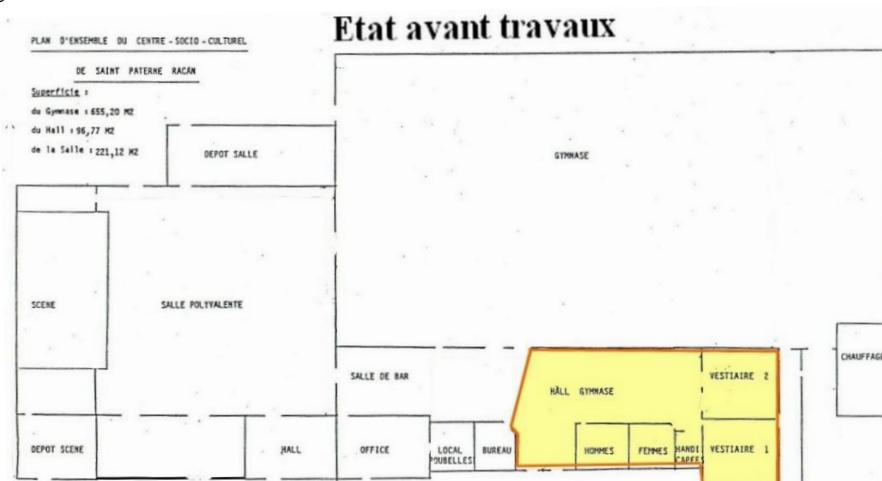 Etat avant travaux
PLAN D'ENSEMBLE DU CENTRE - SOCIO - CULTUREL
DE SAINT PATERNE RACAN
Superficie :
du Gymnase : 655,20 M2
du Hall : 96,77 M2
de la Salle : 221,12 M2
DEPOT SALLE
GYMNASE
SCENE
SALLE POLYVALENTE
CHAUFFAGE
SALLE DE BAR
HALL GYMNASE
VESTIAIRE 2
DEPOT SCENE
HALL
OFFICE
LOCAL
POUBELLES
BUREAU
HOMMES
FEMMES
HANDI
CAPEES
VESTIAIRE 1